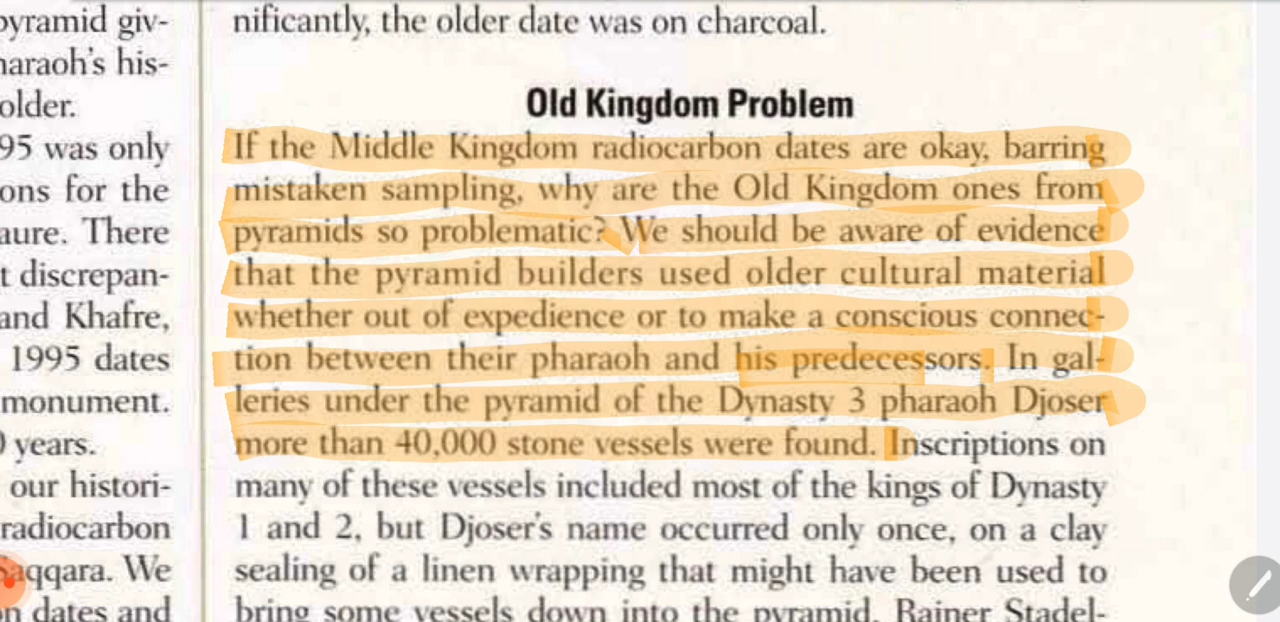 pyramid giv-
haraoh's his-
older.
95 was only
ons for the
aure. There
t discrepan-
and Khafre,
1995 dates
monument.
0 years.
our histori-
radiocarbon
Saqqara. We
n dates and
nificantly, the older date was on charcoal.
Old Kingdom Problem
If the Middle Kingdom radiocarbon dates are okay, barring
mistaken sampling, why are the Old Kingdom ones from
pyramids so problematic? We should be aware of evidence
that the pyramid builders used older cultural material
whether out of expedience or to make a conscious connec-
tion between their pharaoh and his predecessors. In gal-
leries under the pyramid of the Dynasty 3 pharaoh Djoser
more than 40,000 stone vessels were found. Inscriptions on
many of these vessels included most of the kings of Dynasty
1 and 2, but Djoser's name occurred only once, on a clay
sealing of a linen wrapping that might have been used to
bring some vessels down into the pyramid. Rainer Stadel-